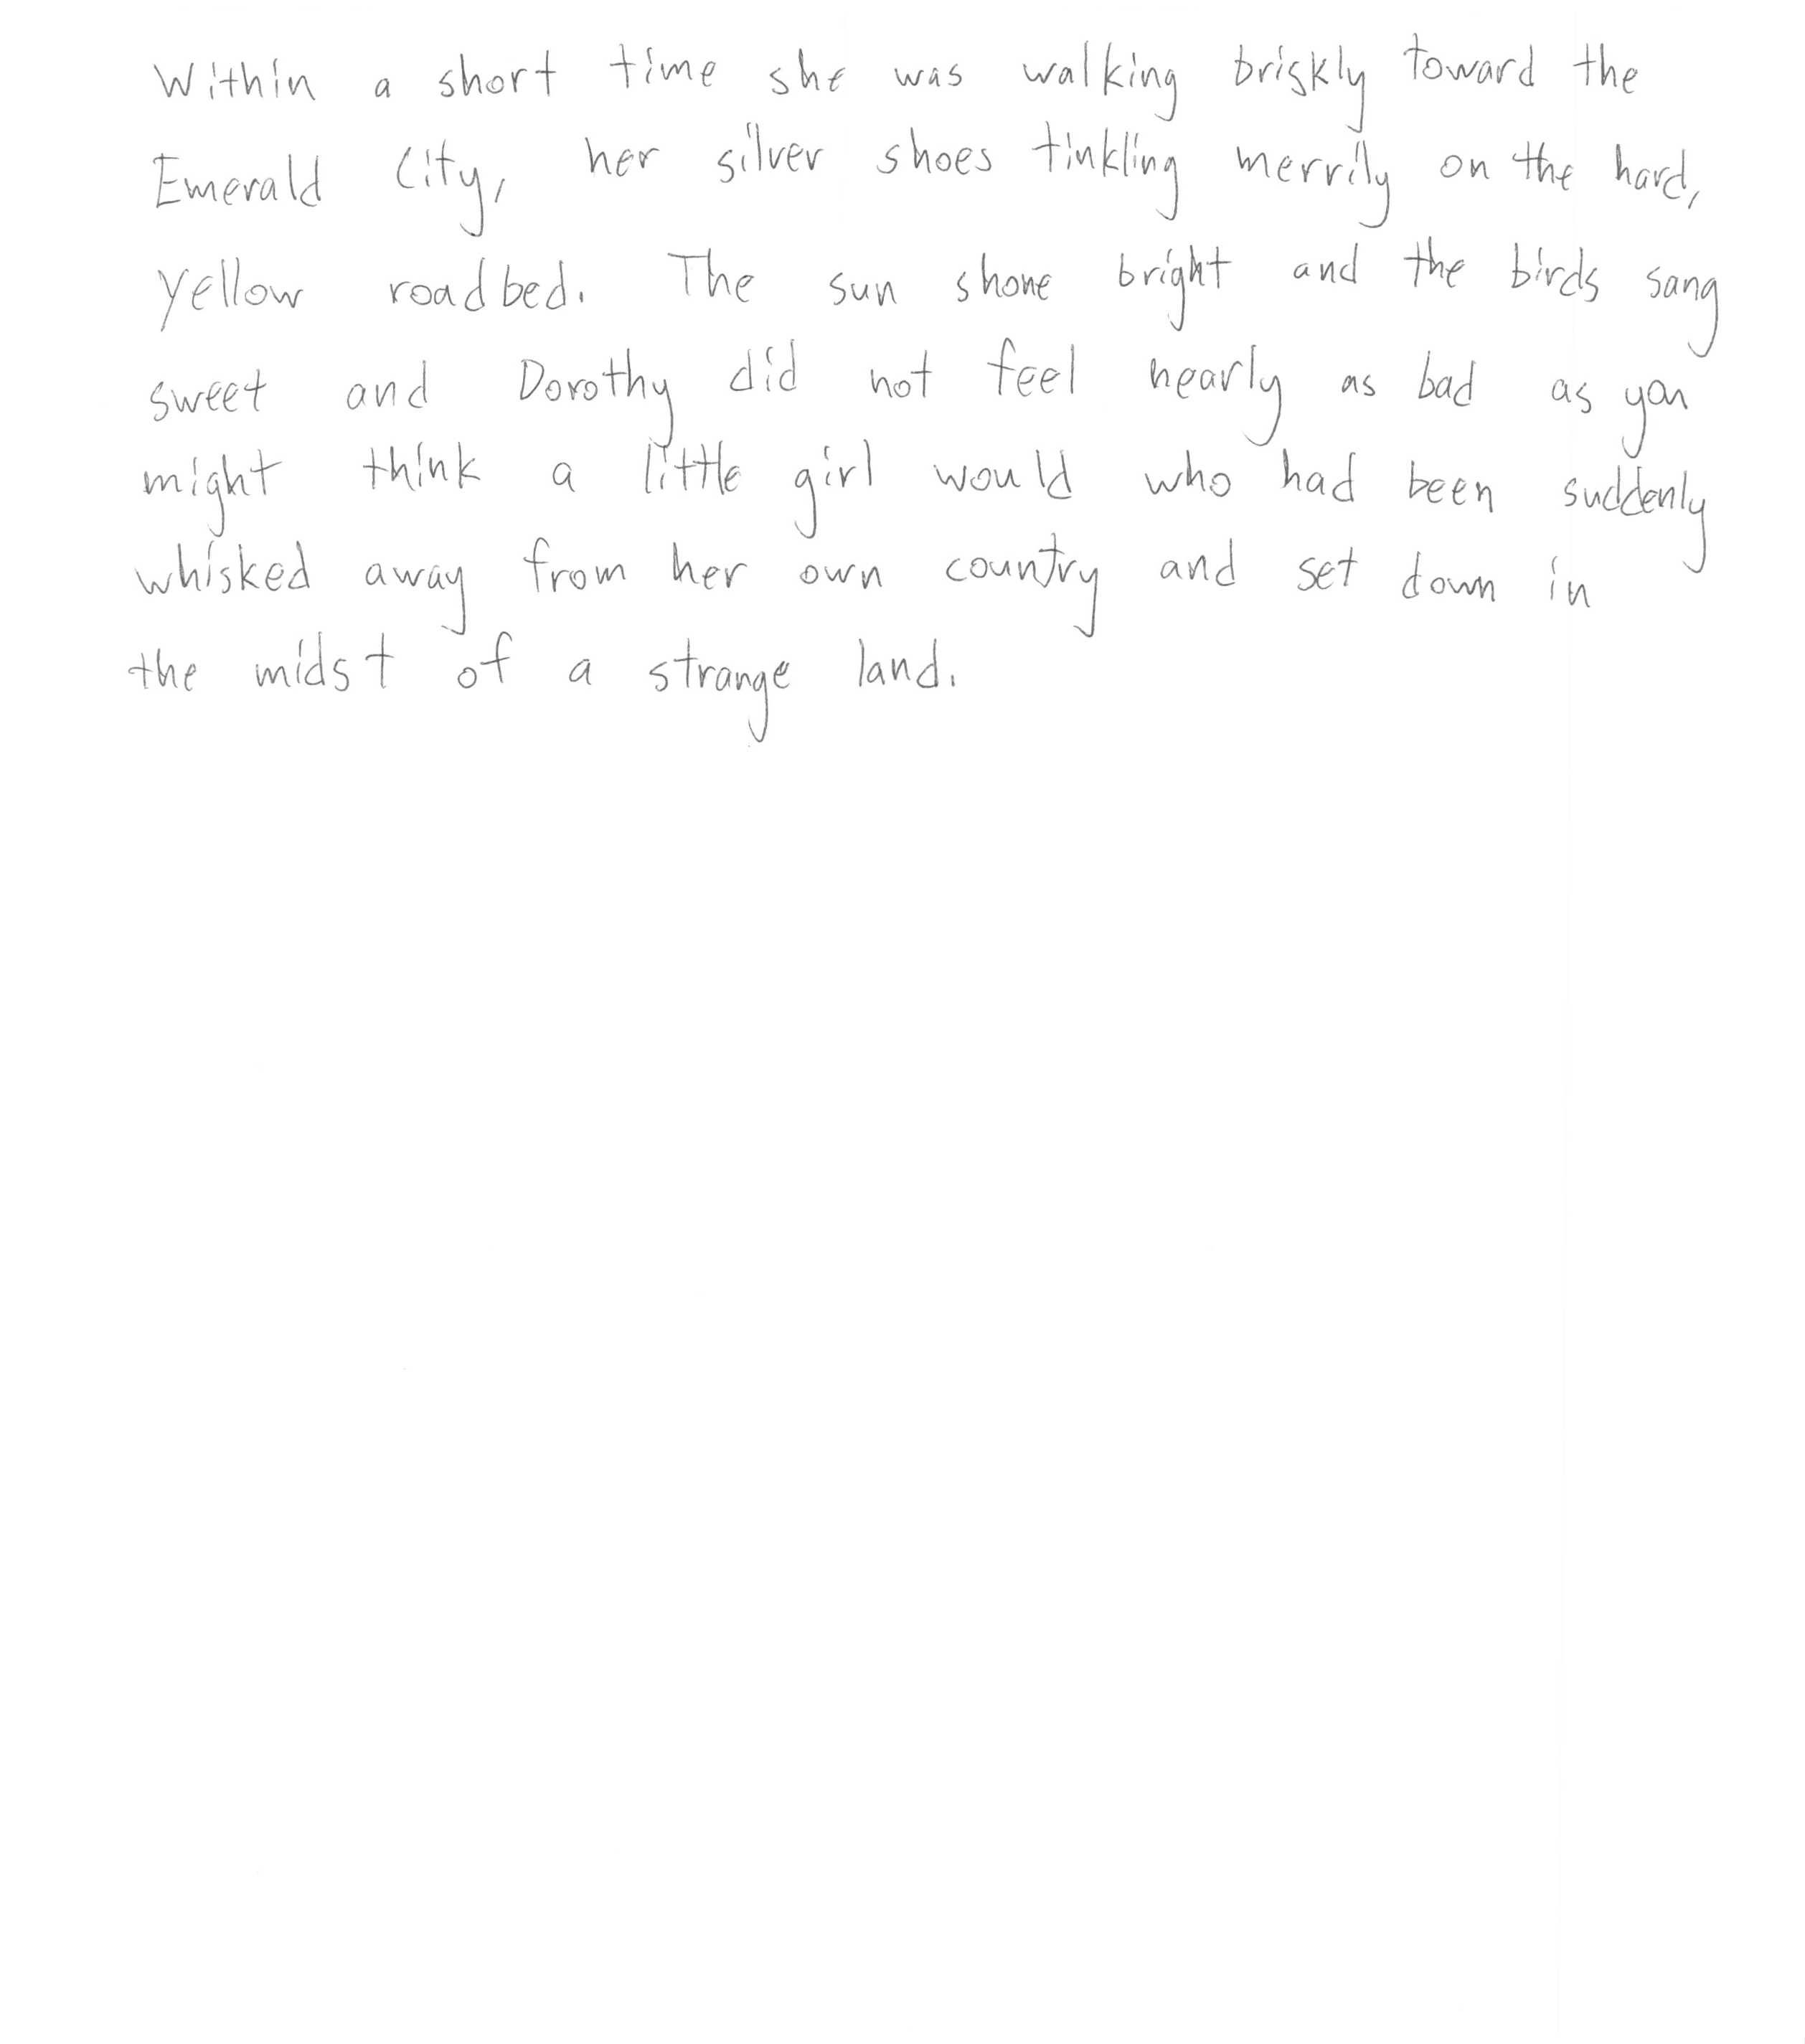 Within a short time she was walking briskly toward the
Emerald City, her silver shoes tinkling merrily on the hard,
yellow roadbed. The sun shone bright and the birds sang
sweet and Dorothy did not feel nearly as bad as you
might think a little girl would who had been suddenly
whisked away from her own country and set down in
the midst of a strange land.